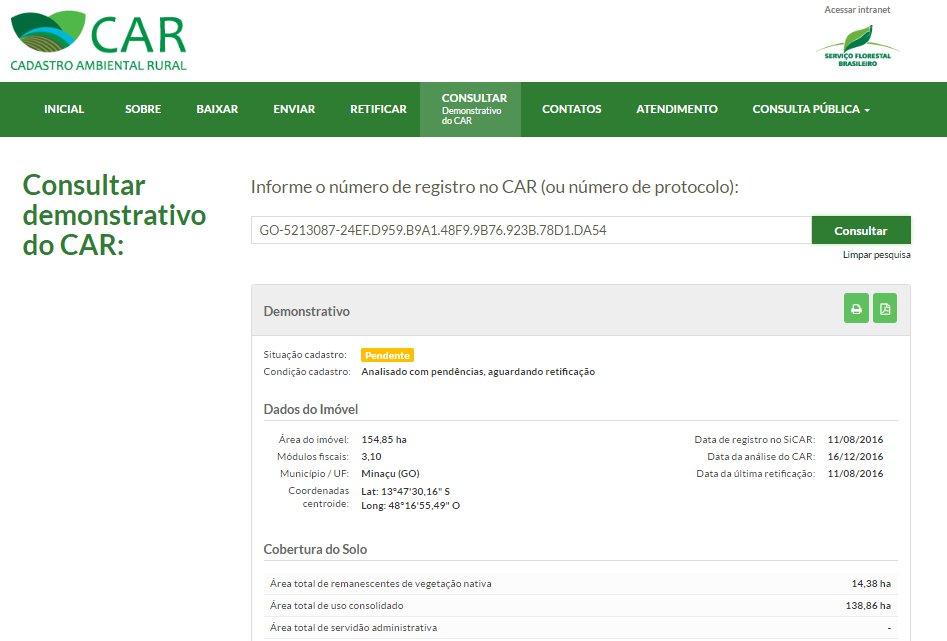 Acessar intranet
CAR
CADASTRO AMBIENTAL RURAL
SERVIÇO FLORESTAL
BRASILEIRO
INICIAL SOBRE BAIXAR ENVIAR RETIFICAR CONSULTAR Demonstrativo do CAR CONTATOS ATENDIMENTO CONSULTA PÚBLICA
Consultar
demonstrativo
do CAR:
Informe o número de registro no CAR (ou número de protocolo):
GO-5213087-24EF.D959.B9A1.48F9.9B76.923B.78D1.DA54 Consultar
Limpar pesquisa
Demonstrativo
Situação cadastro: Pendente
Condição cadastro: Analisado com pendências, aguardando retificação
Dados do Imóvel
Área do imóvel: 154,85 ha
Módulos fiscais: 3,10
Município / UF: Minaçu (GO)
Coordenadas centroide: Lat: 13°47'30,16" S
Long: 48°16'55,49" O
Data de registro no SiCAR: 11/08/2016
Data da análise do CAR: 16/12/2016
Data da última retificação: 11/08/2016
Cobertura do Solo
Área total de remanescentes de vegetação nativa 14,38 ha
Área total de uso consolidado 138,86 ha
Área total de servidão administrativa -